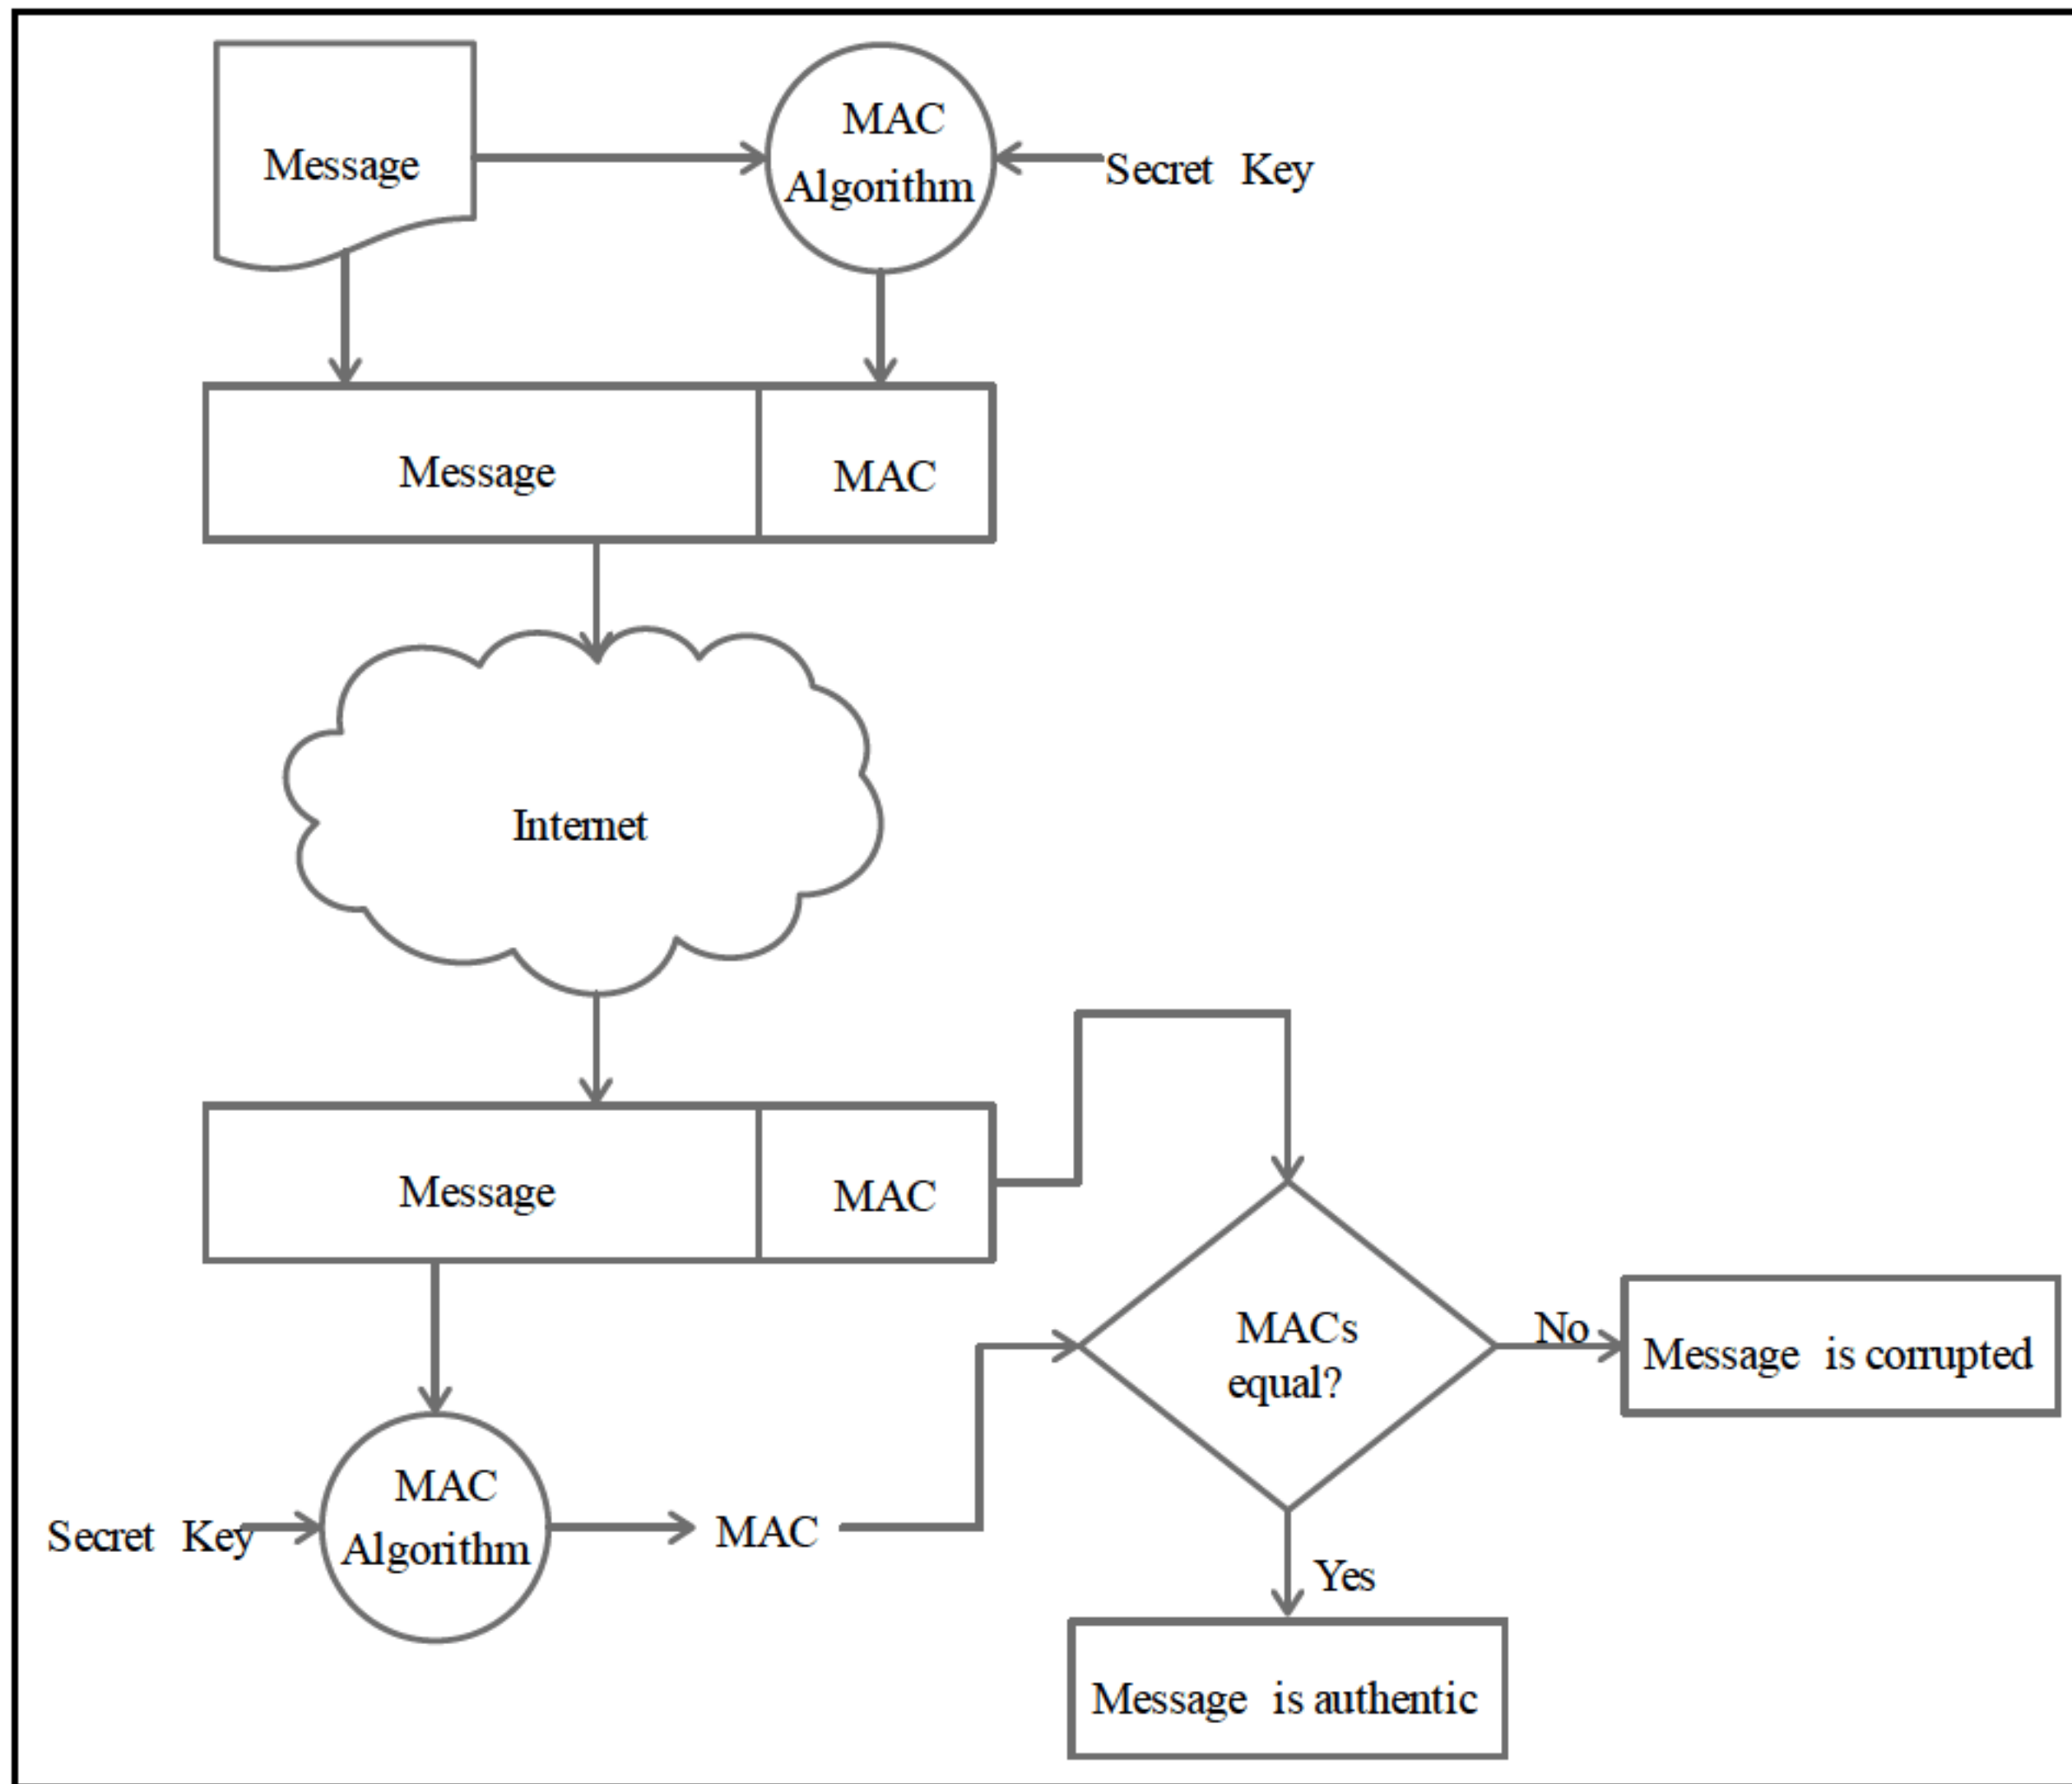 Message
MAC
Algorithm
Secret Key
Message
MAC
Internet
Message
MAC
MACs
equal?
No
Message is corrupted
MAC
Algorithm
Secret Key
MAC
Yes
Message is authentic